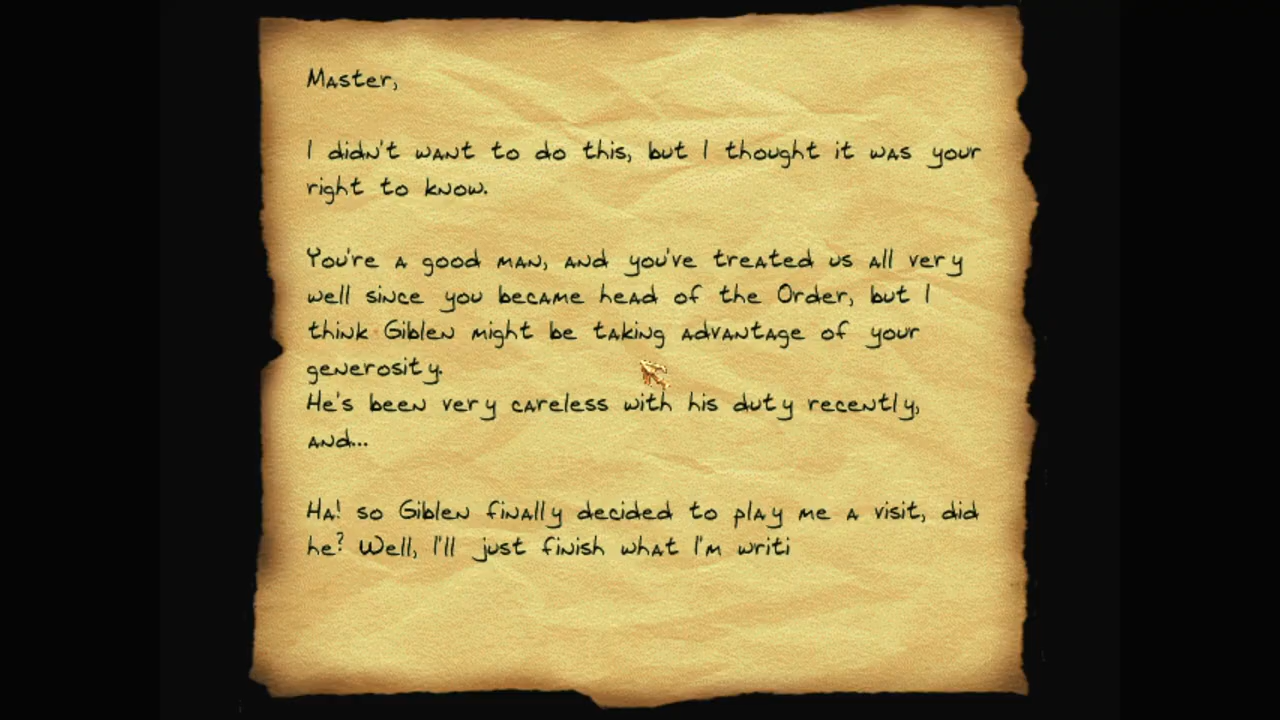 Master,
I didn't want to do this, but I thought it was your
right to know.
You're a good man, and you've treated us all very
well since you became head of the Order, but I
think Giblen might be taking advantage of your
generosity.
He's been very careless with his duty recently,
and...
Ha! so Giblen finally decided to play me a visit, did
he? Well, I'll just finish what I'm writi